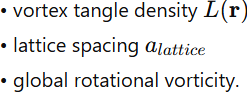 • vortex tangle density L(r)
• lattice spacing a_lattice
• global rotational vorticity.